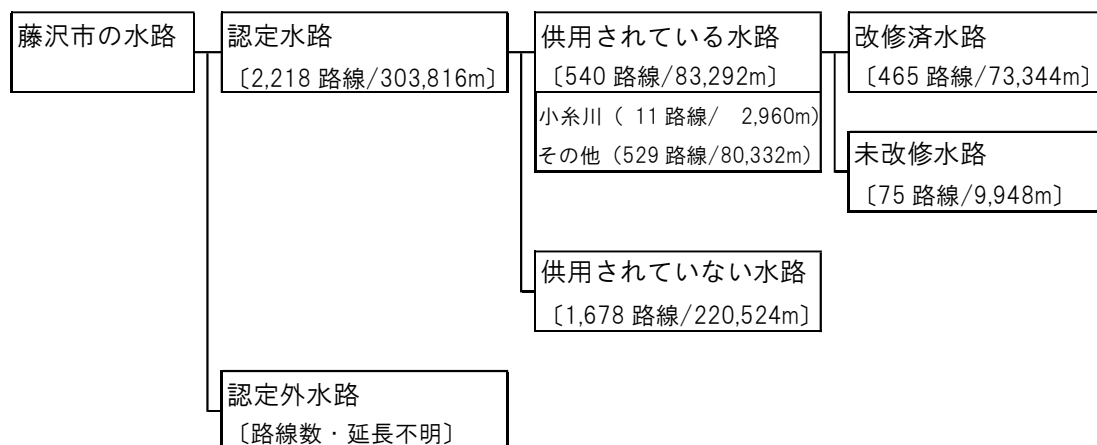 藤沢市の水路
認定水路
〔2,218 路線/303,816m〕
供用されている水路
〔540 路線/83,292m〕
小糸川（ 11 路線/ 2,960m）
その他（529 路線/80,332m）
改修済水路
〔465 路線/73,344m〕
未改修水路
〔75 路線/9,948m〕
供用されていない水路
〔1,678 路線/220,524m〕
認定外水路
〔路線数・延長不明〕